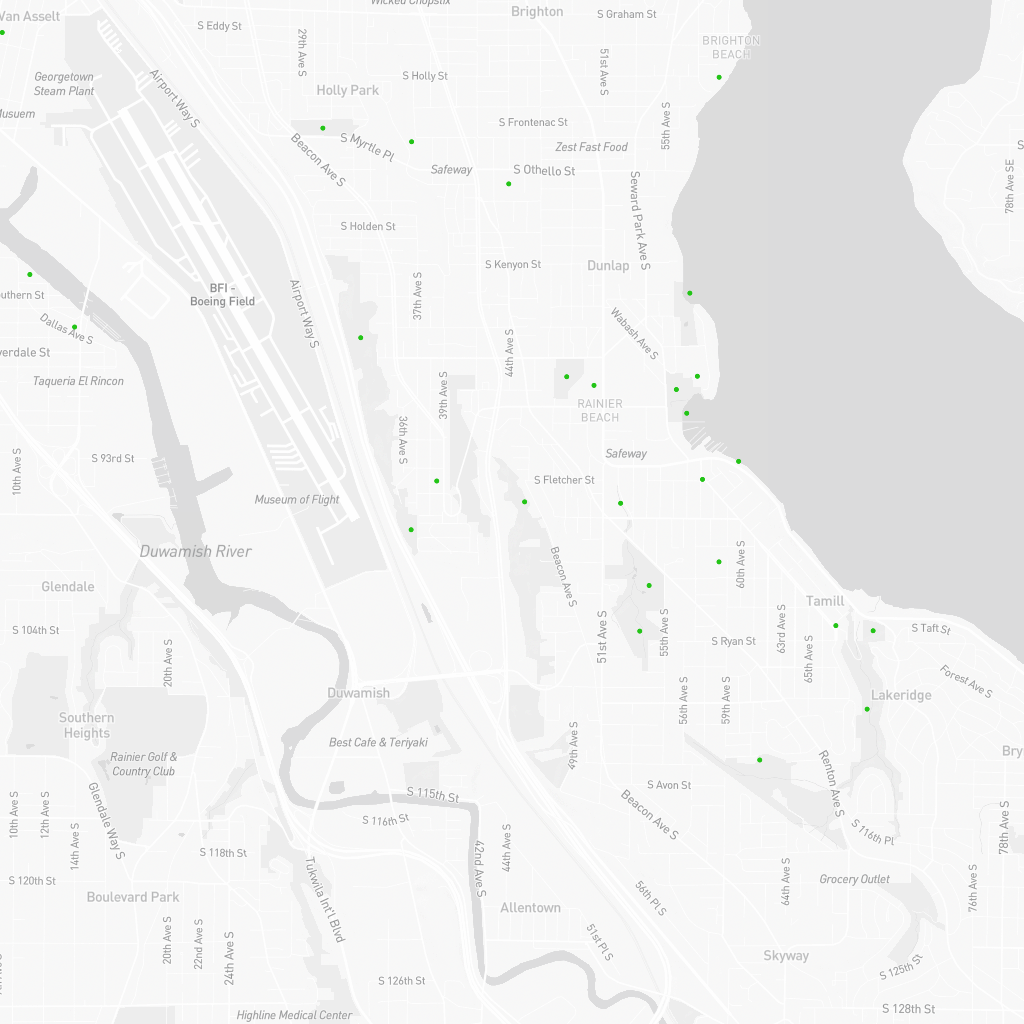 Wicked Chopstix
Van Asselt
Brighton
S Graham St
S Eddy St
29th Ave S
BRIGHTON
BEACH
51st Ave S
Georgetown
Steam Plant
Airport Way S
S Holly St
Holly Park
55th Ave S
S Frontenac St
S Myrtle Pl
Beacon Ave S
Zest Fast Food
Safeway
S Othello St
78th Ave SE
Seward Park Ave S
S Holden St
S Kenyon St
Dunlap
37th Ave S
BFI -
Boeing Field
Airport Way S
Dallas Ave S
Wabash Ave S
44th Ave S
Taqueria El Rincon
39th Ave S
RAINIER
BEACH
36th Ave S
Safeway
10th Ave S
S 93rd St
S Fletcher St
Museum of Flight
Duwamish River
Beacon Ave S
60th Ave S
Glendale
Tamill
S 104th St
20th Ave S
51st Ave S
55th Ave S
S Ryan St
63rd Ave S
65th Ave S
S Taft St
Forest Ave S
Duwamish
56th Ave S
59th Ave S
Lakeridge
Southern
Heights
Best Cafe & Teriyaki
49th Ave S
Rainier Golf &
Country Club
Renton Ave S
S Avon St
S 115th St
Beacon Ave S
10th Ave S
12th Ave S
14th Ave S
Glendale Way S
S 116th St
S 116th Pl
78th Ave S
S 118th St
42nd Ave S
44th Ave S
S 120th St
Tukwila Int'l Blvd
64th Ave S
Grocery Outlet
76th Ave S
Boulevard Park
56th Pl S
Allentown
20th Ave S
22nd Ave S
24th Ave S
51st Pl S
Skyway
S 125th St
S 126th St
S 128th St
Highline Medical Center